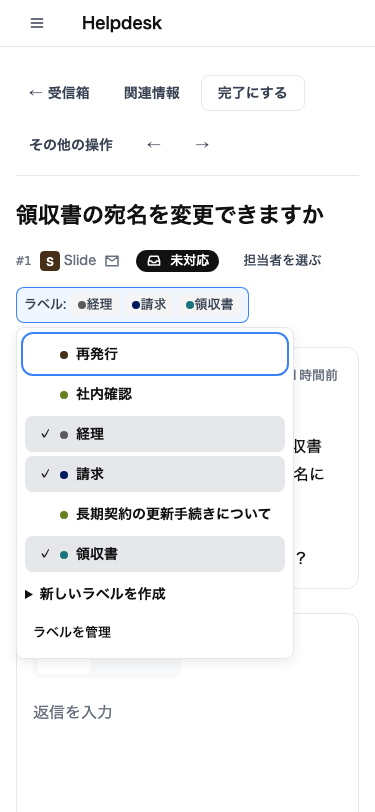 Helpdesk
← 受信箱 関連情報 完了にする
その他の操作 ← →
領収書の宛名を変更できますか
#1 S Slide 未対応 担当者を選ぶ
ラベル: 経理 請求 領収書
再発行
時間前
社内確認
✓ 経理
収書
✓ 請求
名に
長期契約の更新手続きについて
✓ 領収書
?
▶ 新しいラベルを作成
ラベルを管理
返信を入力